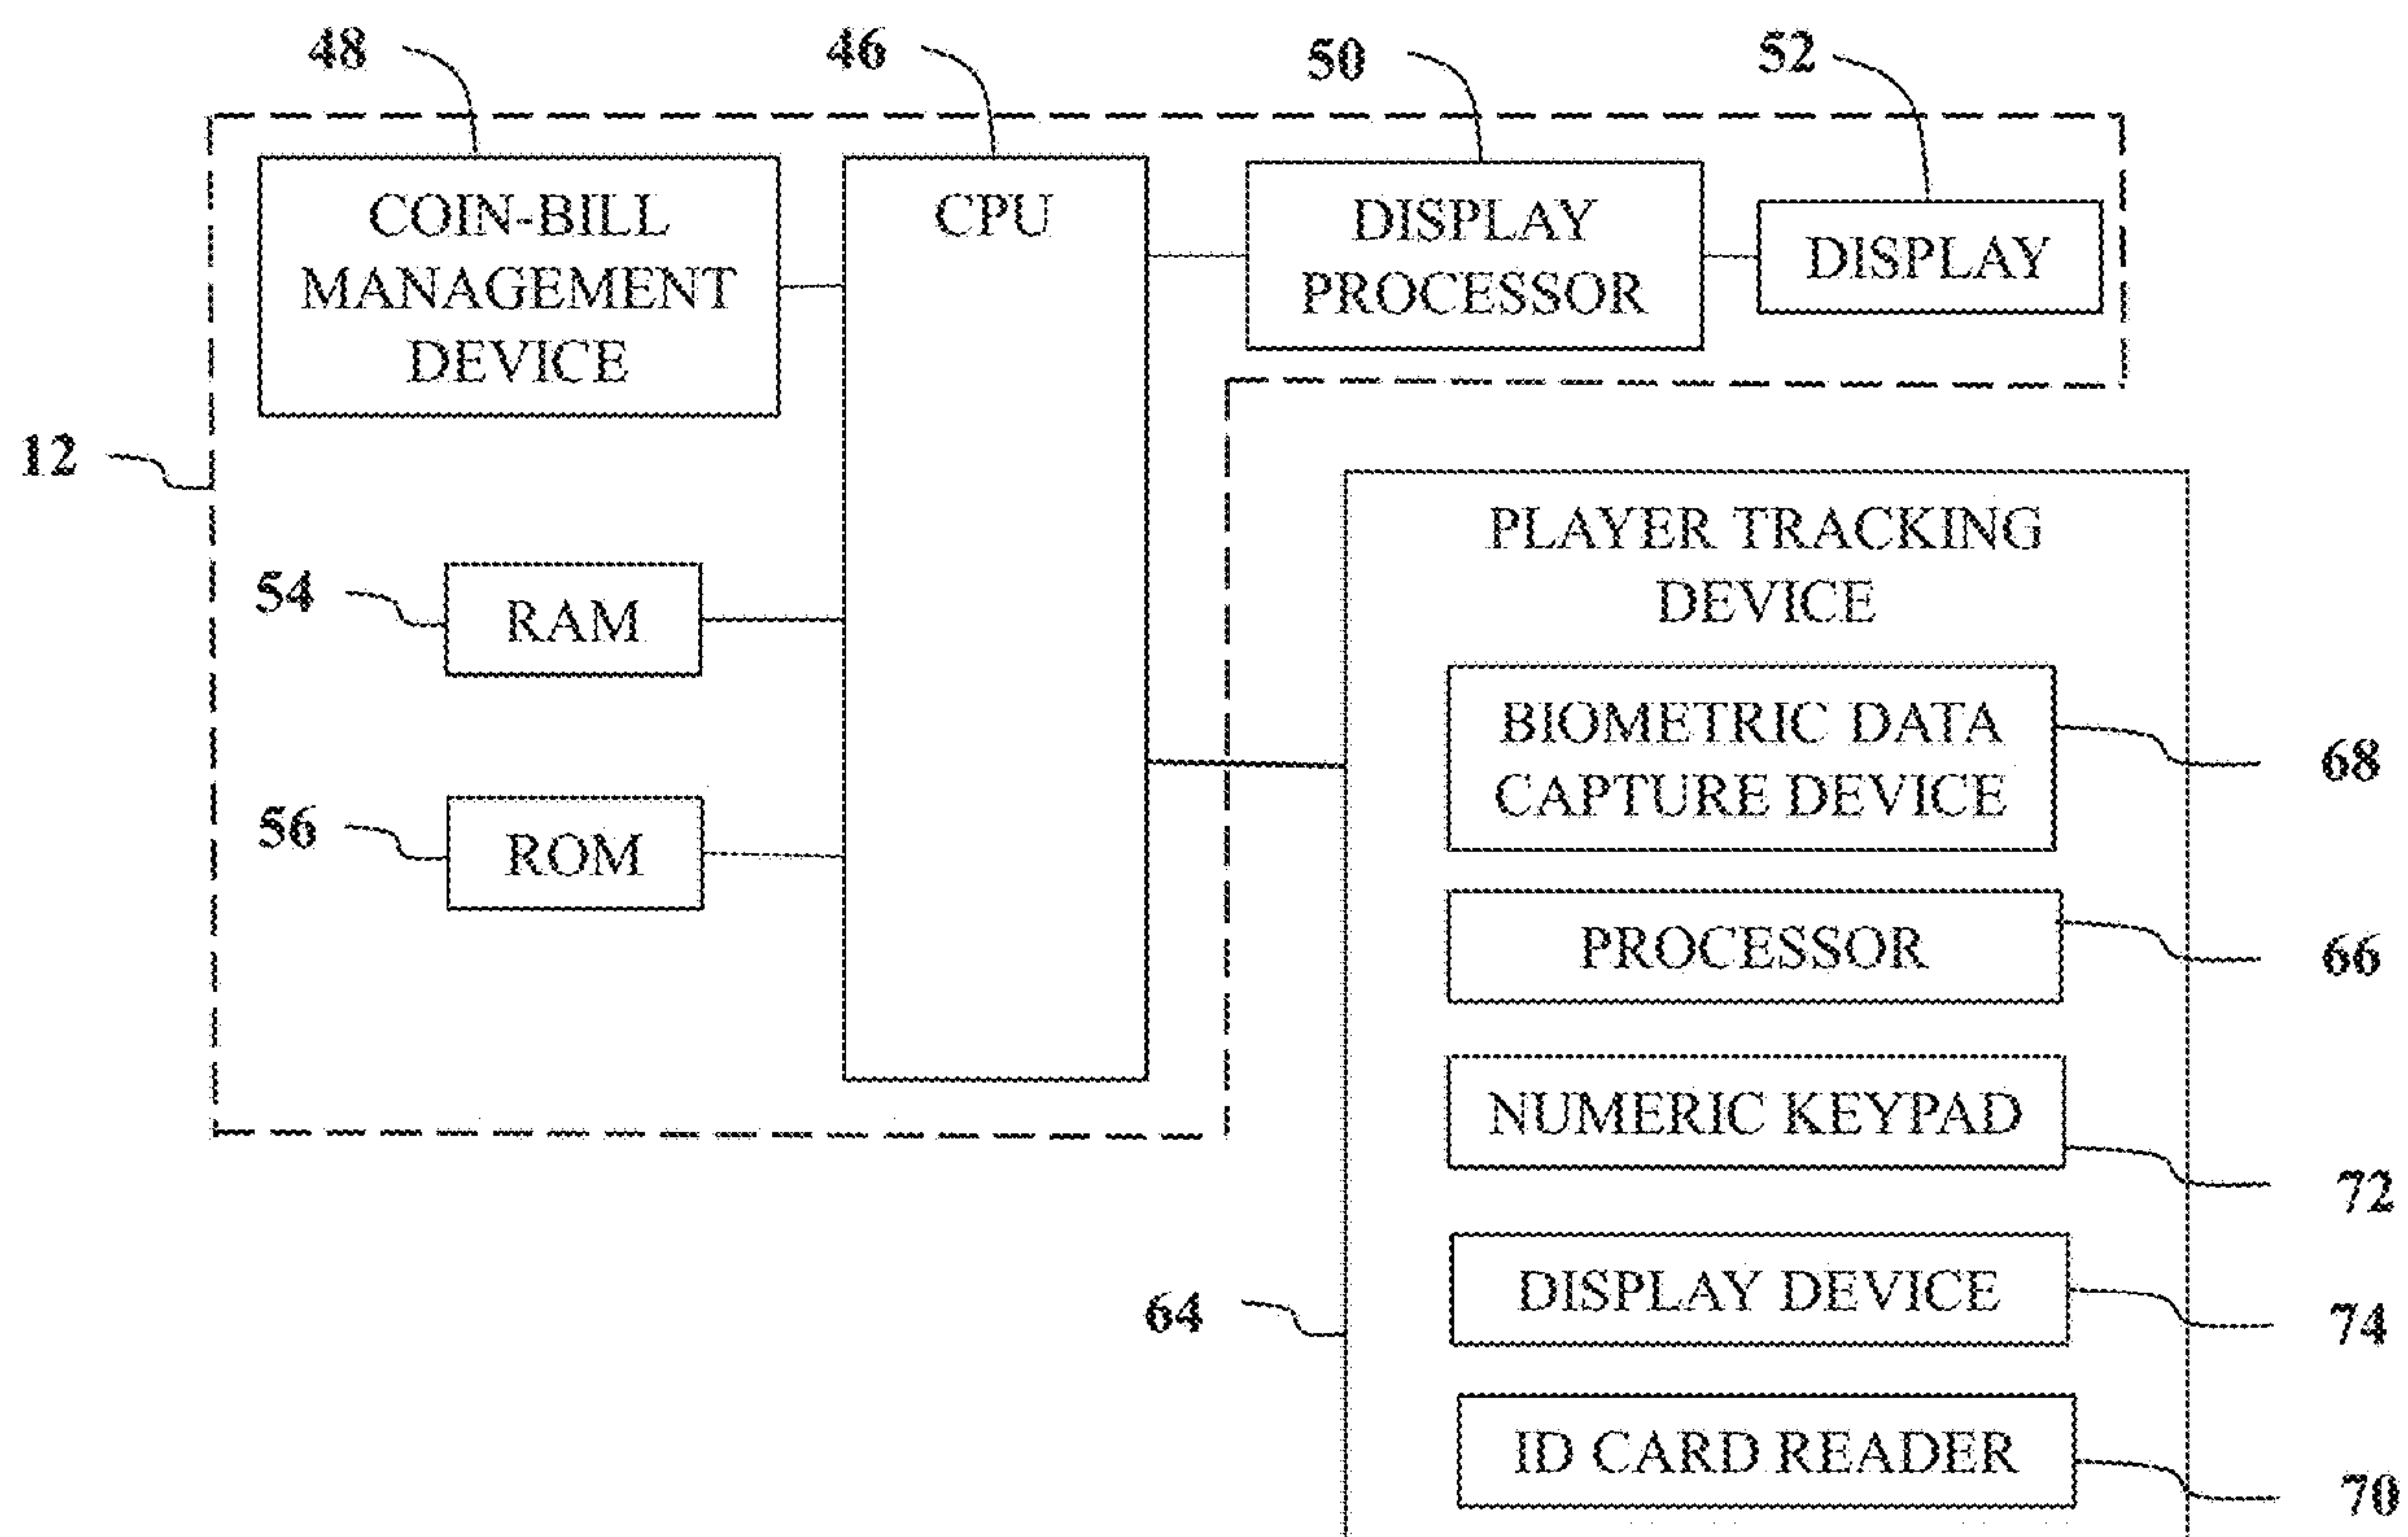 48
46
50
52
COIN-BILL
MANAGEMENT
DEVICE
CPU
DISPLAY
PROCESSOR
DISPLAY
12
54
RAM
56
ROM
PLAYER TRACKING
DEVICE
BIOMETRIC DATA
CAPTURE DEVICE
68
PROCESSOR
66
NUMERIC KEYPAD
72
64
DISPLAY DEVICE
74
ID CARD READER
70